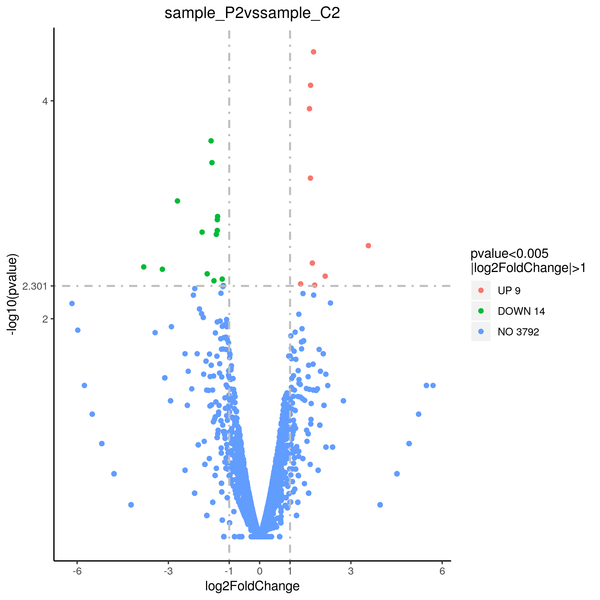 sample_P2vssample_C2
4
2.301
2
-log10(pvalue)
-6
-3
-1
0
1
3
6
log2FoldChange
pvalue<0.005
|log2FoldChange|>1
UP 9
DOWN 14
NO 3792